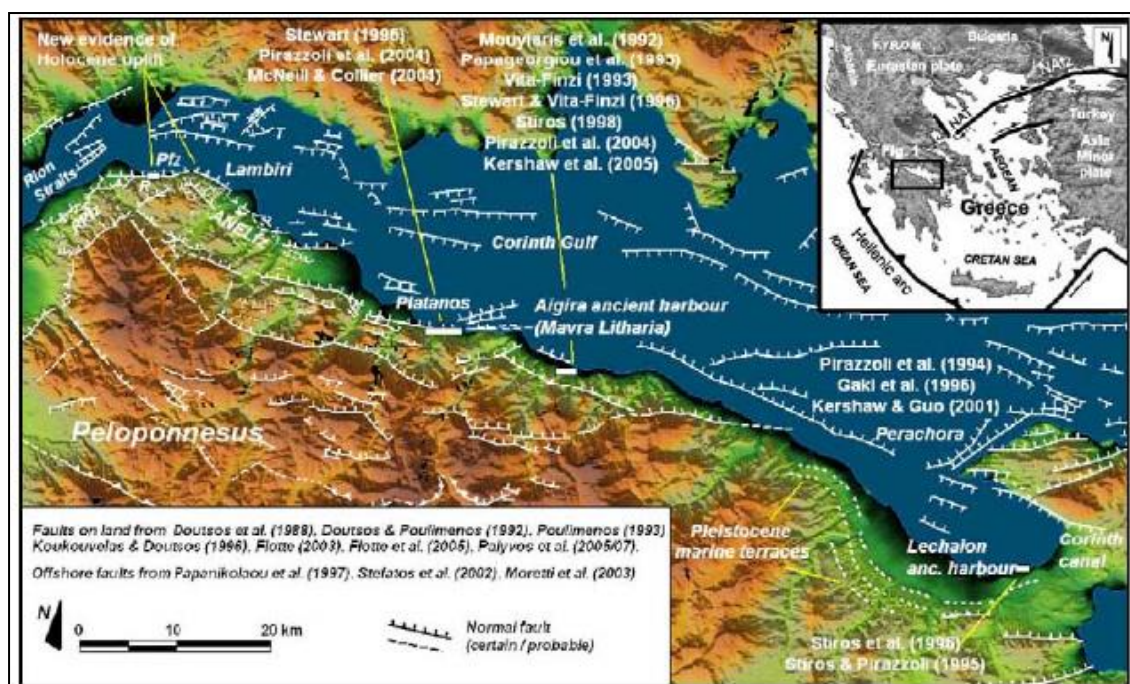 New evidence of
Holocene uplift
Stewart (1996)
Pirazzoli et al. (2004)
McNeill & Collier (2004)
Mouyiaris et al. (1992)
Papageorgiou et al. (1993)
Vita-Finzi (1993)
Stewart & Vita-Finzi (1996)
Stiros (1998)
Pirazzoli et al. (2004)
Kershaw et al. (2005)
Rion
Straits
Pfz
Lambiri
Corinth Gulf
Platanos
Aigira ancient harbour
(Mavra Litharia)
Peloponnesus
Pirazzoli et al. (1994)
Gaki et al. (1996)
Kershaw & Guo (2001)
Perachora
Pleistocene
marine terraces
Lechaion
anc. harbour
Corinth
canal
Stiros et al. (1996)
Stiros & Pirazzoli (1995)
F.Y.R.O.M.
Bulgaria
N
Eurasian plate
NAT2
NAT
Turkey
Asia
Minor
plate
Fig. 1
AEGEAN
SEA
Greece
IONIAN SEA
Hellenic arc
CRETAN SEA
Faults on land from Doutsos et al. (1988), Doutsos & Poulimenos (1992), Poulimenos (1993)
Koukouvelas & Doutsos (1996), Flotte (2003), Flotte et al. (2005), Palyvos et al. 2005/07).
Offshore faults from Papanikolaou et al. (1997), Stefatos et al. (2002), Moretti et al. (2003)
N
0 10 20 km
Normal fault
(certain / probable)